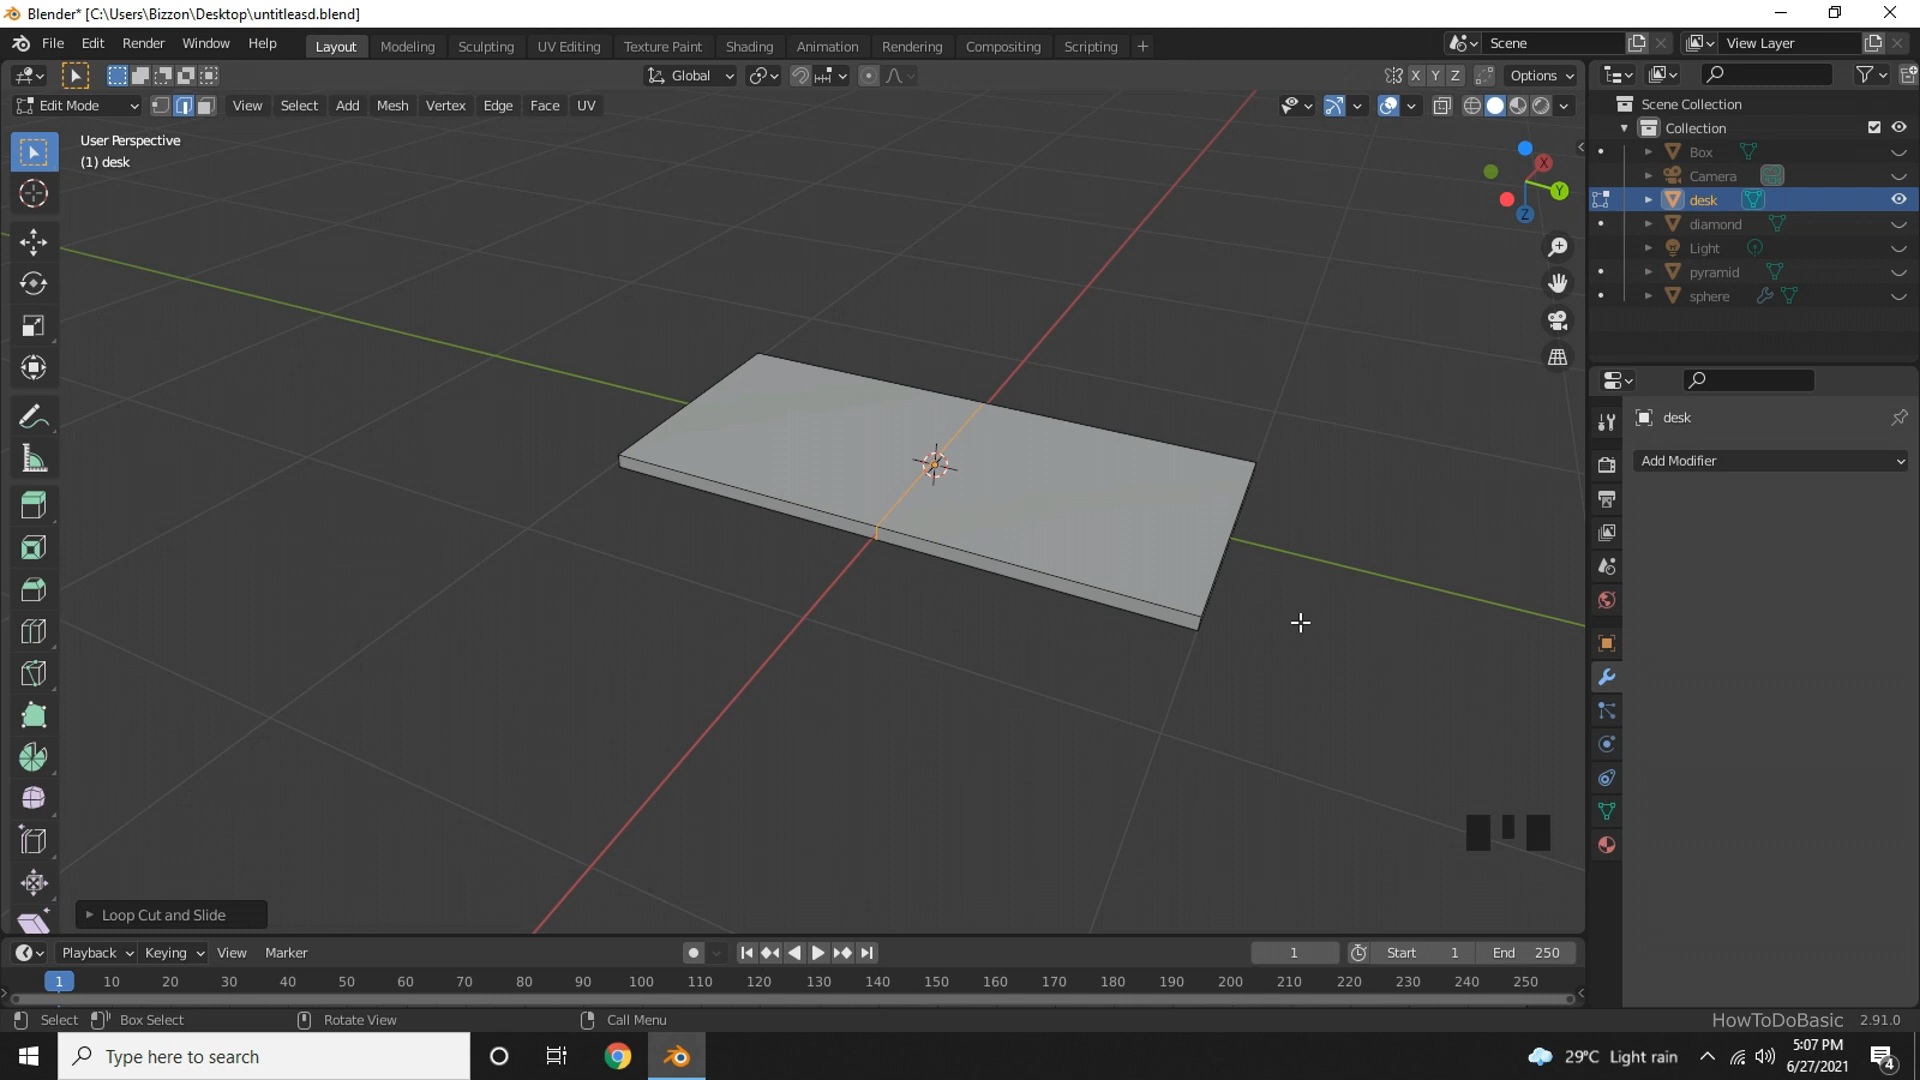 Blender* [C:\Users\Bizzon\Desktop\untitleasd.blend]
File Edit Render Window Help
Layout Modeling Sculpting UV Editing Texture Paint Shading Animation Rendering Compositing Scripting +
Scene
View Layer
Global
X Y Z
Options
Edit Mode
View Select Add Mesh Vertex Edge Face UV
User Perspective
(1) desk
X
Y
Z
Scene Collection
Collection
Box
Camera
desk
diamond
Light
pyramid
sphere
desk
Add Modifier
Loop Cut and Slide
Playback Keying View Marker
1
Start 1
End 250
1 10 20 30 40 50 60 70 80 90 100 110 120 130 140 150 160 170 180 190 200 210 220 230 240 250
Select Box Select Rotate View Call Menu
HowToDoBasic 2.91.0
Type here to search
29°C Light rain
5:07 PM
6/27/2021
4